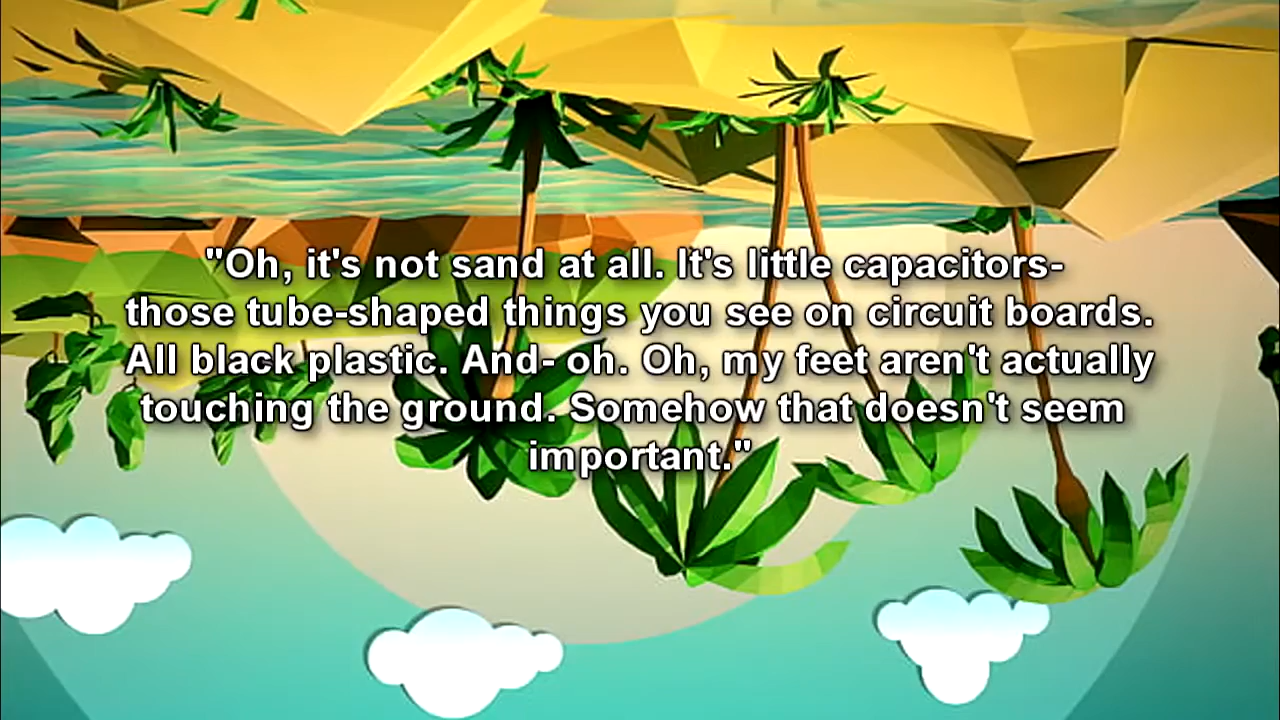 "Oh, it's not sand at all. It's little capacitors-
those tube-shaped things you see on circuit boards.
All black plastic. And- oh. Oh, my feet aren't actually
touching the ground. Somehow that doesn't seem
important."